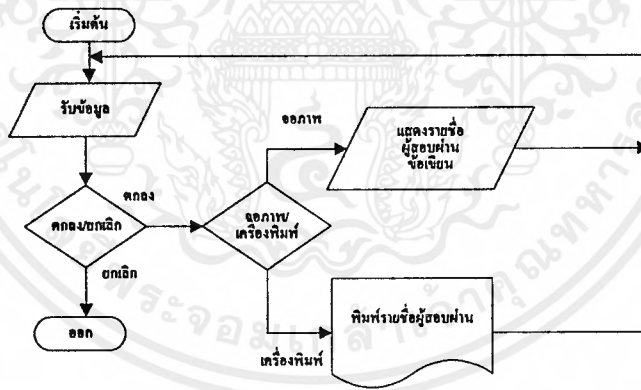 เริ่มต้น
รับข้อมูล
จอภาพ
แสดงรายชื่อ
ผู้สอบผ่าน
ข้อเขียน
ตกลง
ตกลง/ยกเลิก
จอภาพ/
เครื่องพิมพ์
ยกเลิก
ออก
พิมพ์รายชื่อผู้สอบผ่าน
เครื่องพิมพ์